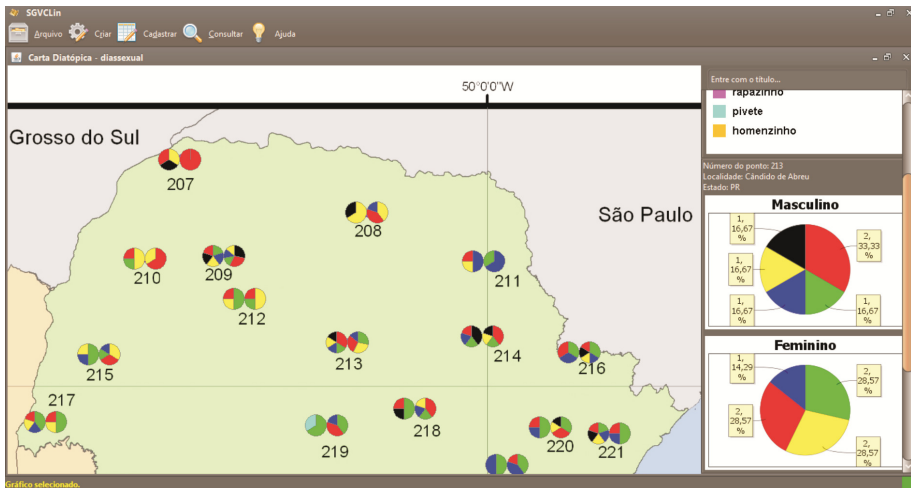 SGVCLin
Arquivo Criar Cadastrar Consultar Ajuda
Carta Diatópica - diassexual
50°0'0"W
Grosso do Sul
São Paulo
207
208
209
210
211
212
213
214
215
216
217
218
219
220
221
Entre com o título...
rapazinho
pivete
homenzinho
Número do ponto: 213
Localidade: Cândido de Abreu
Estado: PR
Masculino
1,
16,67
%
2,
33,33
%
1,
16,67
%
1,
16,67
%
1,
16,67
%
Feminino
1,
14,29
%
2,
28,57
%
2,
28,57
%
2,
28,57
%
Gráfico selecionado.